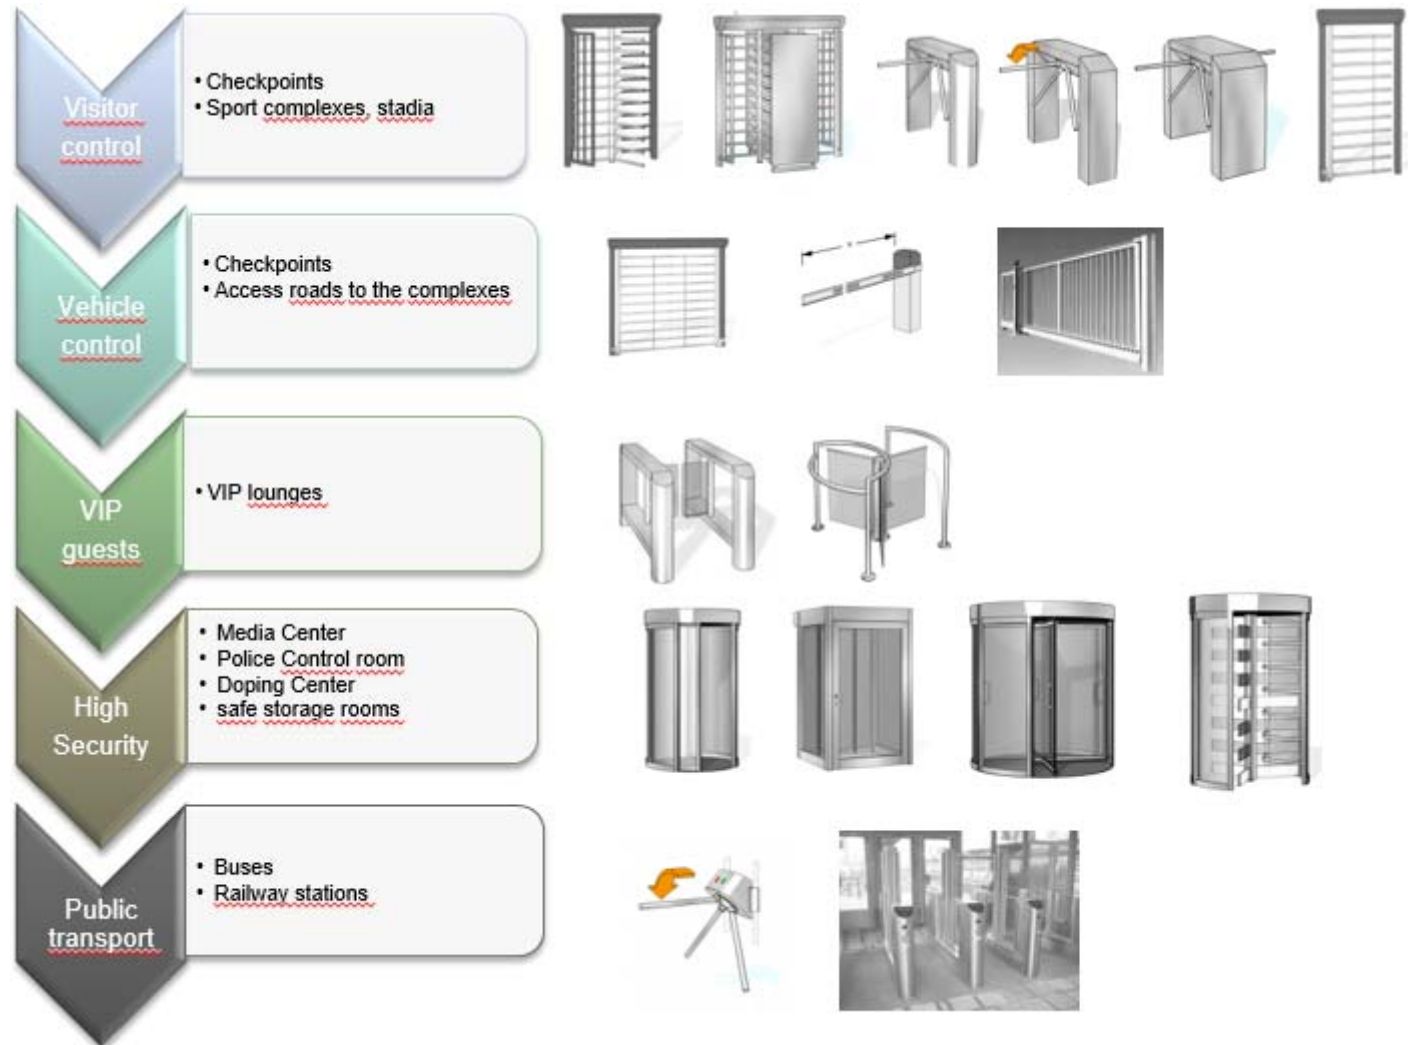 Visitor
control
• Checkpoints
• Sport complexes, stadia
Vehicle
control
• Checkpoints
• Access roads to the complexes
VIP
guests
• VIP lounges
High
Security
• Media Center
• Police Control room
• Doping Center
• safe storage rooms
Public
transport
• Buses
• Railway stations